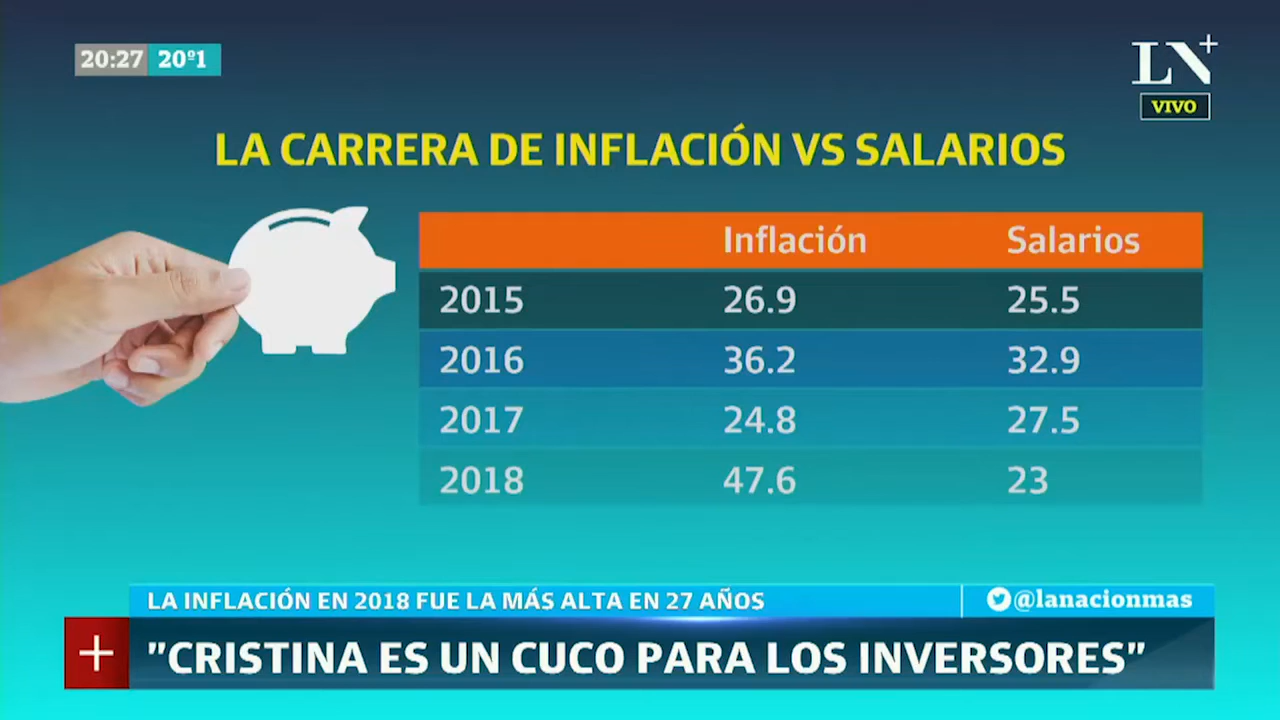 20:27 20º1
LN+
VIVO
LA CARRERA DE INFLACIÓN VS SALARIOS
Inflación Salarios
2015 26.9 25.5
2016 36.2 32.9
2017 24.8 27.5
2018 47.6 23
LA INFLACIÓN EN 2018 FUE LA MÁS ALTA EN 27 AÑOS @lanacionmas
"CRISTINA ES UN CUCO PARA LOS INVERSORES"